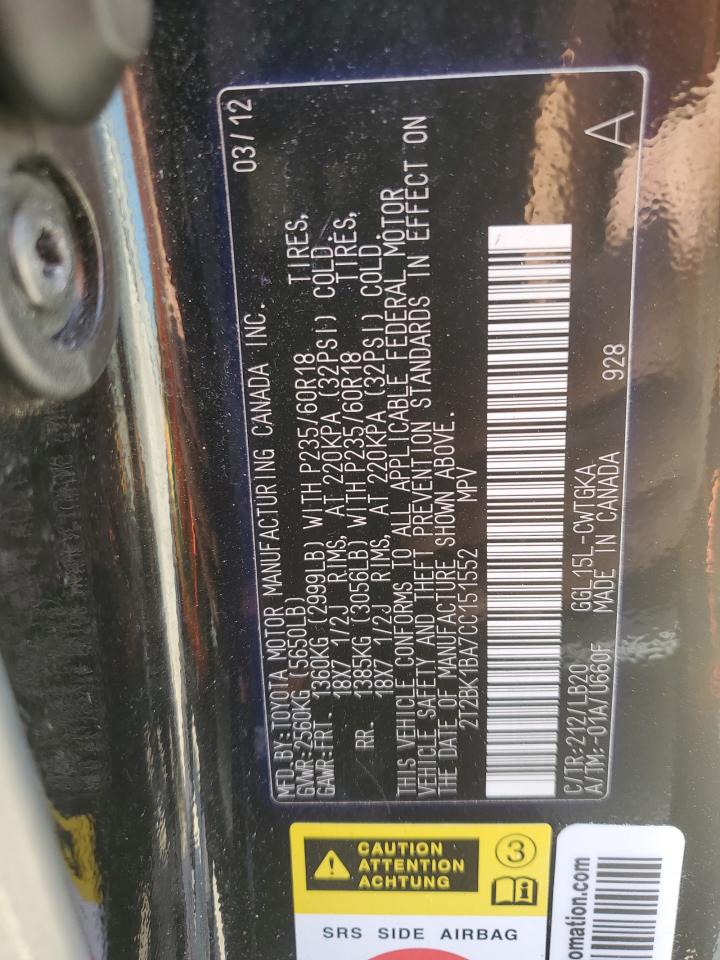 MFD.BY:TOYOTA MOTOR MANUFACTURING CANADA INC. 03/12
GVWR:2560KG (5650LB)
GAWR:FRT. 1360KG (2999LB) WITH P235/60R18 TIRES,
18X7 1/2J RIMS, AT 220KPA (32PSI) COLD.
RR. 1385KG (3056LB) WITH P235/60R18 TIRES,
18X7 1/2J RIMS, AT 220KPA (32PSI) COLD.
THIS VEHICLE CONFORMS TO ALL APPLICABLE FEDERAL MOTOR
VEHICLE SAFETY AND THEFT PREVENTION STANDARDS IN EFFECT ON
THE DATE OF MANUFACTURE SHOWN ABOVE.
2T2BK1BA7CC151552 MPV
C/TR:212/LB20 GGL15L-CWTGKA
A/TM:-01A/U660F MADE IN CANADA 928 A
CAUTION
ATTENTION
ACHTUNG
3
SRS SIDE AIRBAG
omation.com